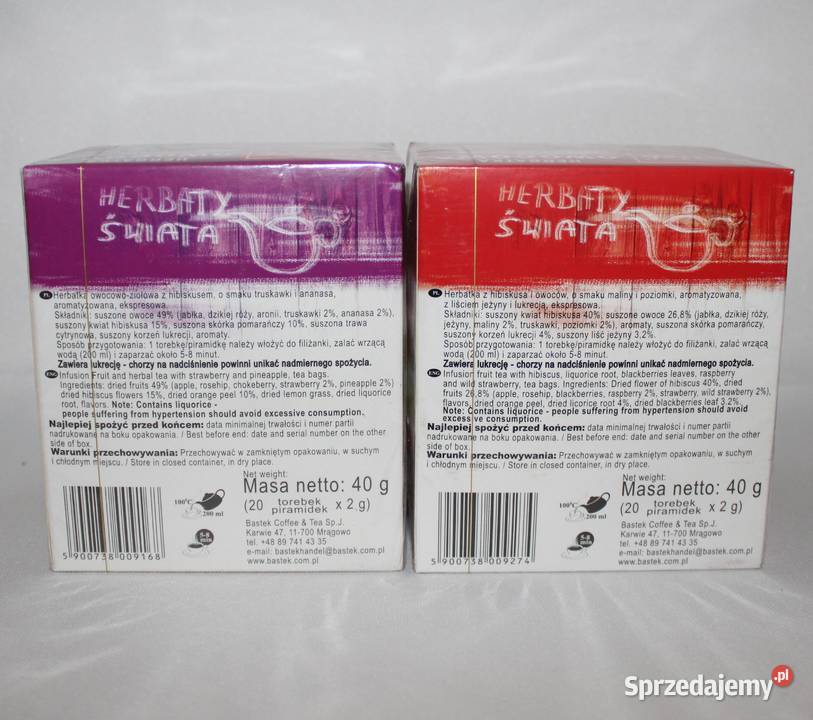 HERBATY
ŚWIATA
PL Herbatka owocowo-ziołowa z hibiskusem, o smaku truskawki i ananasa,
aromatyzowana, ekspresowa.
Składniki: suszone owoce 49% (jabłka, dzikiej róży, aronii, truskawki 2%, ananasa 2%),
suszony kwiat hibiskusa 15%, suszona skórka pomarańczy 10%, suszona trawa
cytrynowa, suszony korzeń lukrecji, aromaty.
Sposób przygotowania: 1 torebkę/piramidkę należy włożyć do filiżanki, zalać wrzącą
wodą (200 ml) i zaparzać około 5-8 minut.
Zawiera lukrecję - chorzy na nadciśnienie powinni unikać nadmiernego spożycia.
ENG Infusion Fruit and herbal tea with strawberry and pineapple, tea bags.
Ingredients: dried fruits 49% (apple, rosehip, chokeberry, strawberry 2%, pineapple 2%)
dried hibiscus flowers 15%, dried orange peel 10%, dried lemon grass, dried liquorice
root, flavors. Note: Contains liquorice -
people suffering from hypertension should avoid excessive consumption.
Najlepiej spożyć przed końcem: data minimalnej trwałości i numer partii
nadrukowane na boku opakowania. / Best before end: date and serial number on the other
side of box.
Warunki przechowywania: Przechowywać w zamkniętym opakowaniu, w suchym
i chłodnym miejscu. / Store in closed container, in dry place.
Net weight:
Masa netto: 40 g
(20 torebek piramidek x 2 g)
100°C
200 ml
5-8
min
Bastek Coffee & Tea Sp.J.
Karwie 47, 11-700 Mrągowo
tel. +48 89 741 43 35
e-mail: bastekhandel@bastek.com.pl
www.bastek.com.pl
5 900738 009168
HERBATY
ŚWIATA
PL Herbatka z hibiskusa i owoców, o smaku maliny i poziomki, aromatyzowana,
z liściem jeżyny i lukrecją, ekspresowa.
Składniki: suszony kwiat hibiskusa 40%, suszone owoce 26,8% (jabłka, dzikiej róży,
jeżyny, maliny 2%, truskawki, poziomki 2%), aromaty, suszona skórka pomarańczy,
suszony korzeń lukrecji 4%, suszony liść jeżyny 3,2%.
Sposób przygotowania: 1 torebkę/piramidkę należy włożyć do filiżanki, zalać wrzącą
wodą (200 ml) i zaparzać około 5-8 minut.
Zawiera lukrecję - chorzy na nadciśnienie powinni unikać nadmiernego spożycia.
ENG Infusion fruit tea with hibiscus, liquorice root, blackberries leaves, raspberry
and wild strawberry, tea bags. Ingredients: Dried flower of hibiscus 40%, dried
fruits 26,8% (apple, rosehip, blackberries, raspberry 2%, strawberry, wild strawberry 2%),
flavors, dried orange peel, dried licorice root 4%, dried blackberries leaf 3.2%.
Note: Contains liquorice - people suffering from hypertension should avoid
excessive consumption.
Najlepiej spożyć przed końcem: data minimalnej trwałości i numer partii
nadrukowane na boku opakowania. / Best before end: date and serial number on the other
side of box.
Warunki przechowywania: Przechowywać w zamkniętym opakowaniu, w suchym
i chłodnym miejscu. / Store in closed container, in dry place.
Net weight:
Masa netto: 40 g
(20 torebek piramidek x 2 g)
100°C
200 ml
5-8
min
Bastek Coffee & Tea Sp.J.
Karwie 47, 11-700 Mrągowo
tel. +48 89 741 43 35
e-mail: bastekhandel@bastek.com.pl
www.bastek.com.pl
5 900738 009274
Sprzedajemy.pl